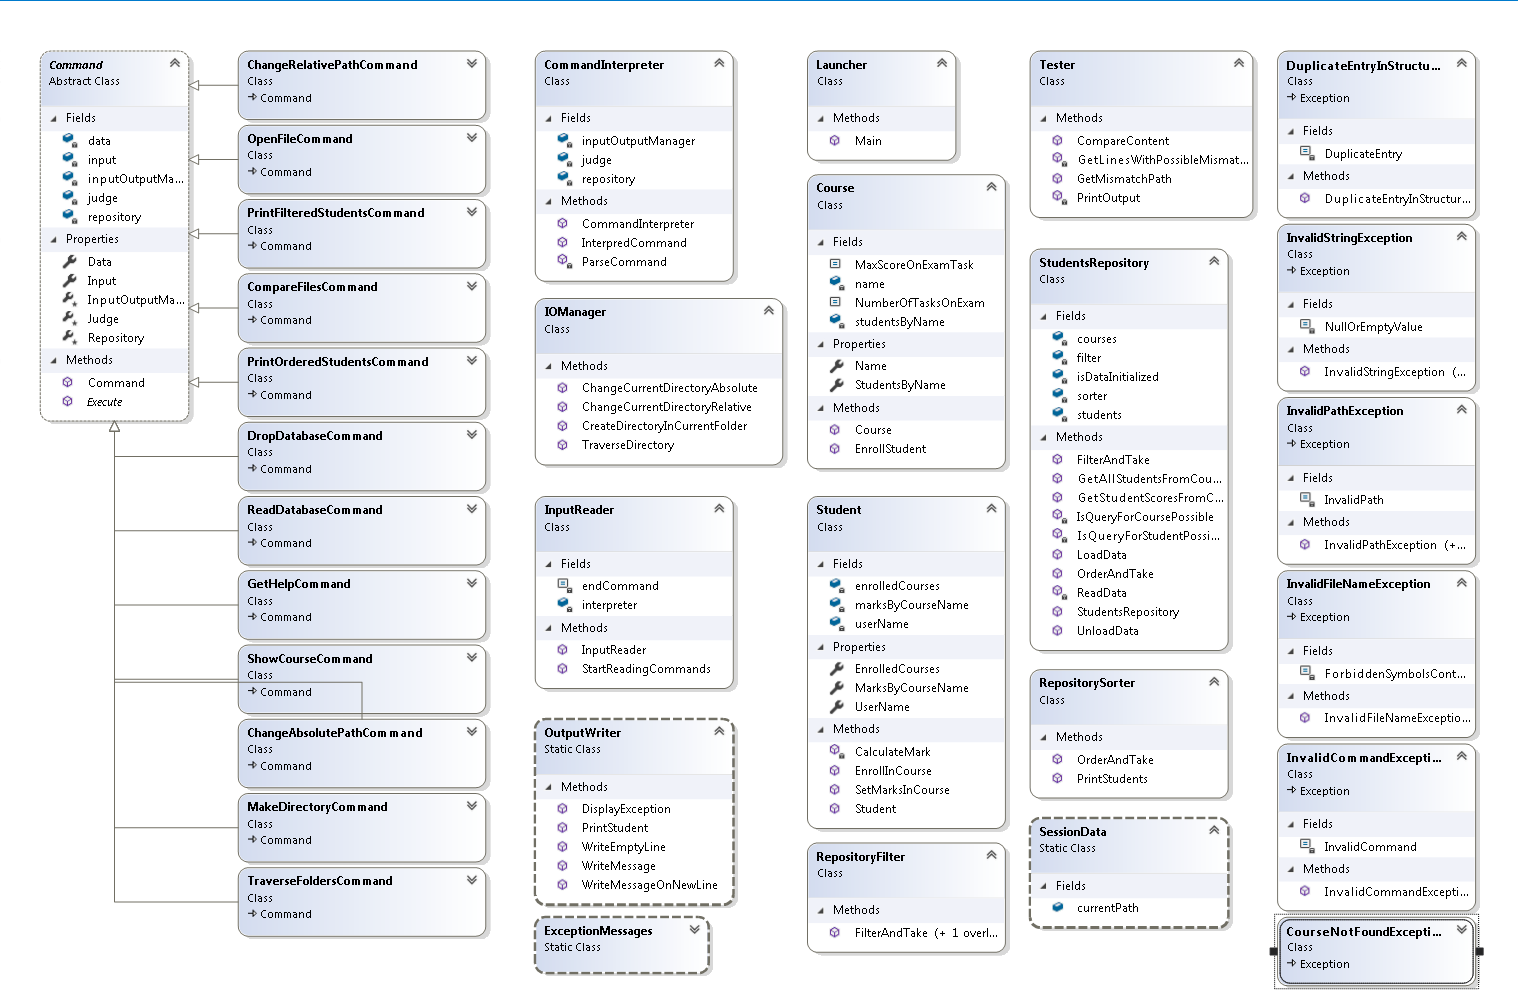 Command
Abstract Class
Fields
data
input
inputOutputMa...
judge
repository
Properties
Data
Input
InputOutputMa...
Judge
Repository
Methods
Command
Execute
ChangeRelativePathCommand
Class
Command
OpenFileCommand
Class
Command
PrintFilteredStudentsCommand
Class
Command
CompareFilesCommand
Class
Command
PrintOrderedStudentsCommand
Class
Command
DropDatabaseCommand
Class
Command
ReadDatabaseCommand
Class
Command
GetHelpCommand
Class
Command
ShowCourseCommand
Class
Command
ChangeAbsolutePathCommand
Class
Command
MakeDirectoryCommand
Class
Command
TraverseFoldersCommand
Class
Command
CommandInterpreter
Class
Fields
inputOutputManager
judge
repository
Methods
CommandInterpreter
InterpredCommand
ParseCommand
IOManager
Class
Methods
ChangeCurrentDirectoryAbsolute
ChangeCurrentDirectoryRelative
CreateDirectoryInCurrentFolder
TraverseDirectory
InputReader
Class
Fields
endCommand
interpreter
Methods
InputReader
StartReadingCommands
OutputWriter
Static Class
Methods
DisplayException
PrintStudent
WriteEmptyLine
WriteMessage
WriteMessageOnNewLine
ExceptionMessages
Static Class
Launcher
Class
Methods
Main
Course
Class
Fields
MaxScoreOnExamTask
name
NumberOfTasksOnExam
studentsByName
Properties
Name
StudentsByName
Methods
Course
EnrollStudent
Student
Class
Fields
enrolledCourses
marksByCourseName
userName
Properties
EnrolledCourses
MarksByCourseName
UserName
Methods
CalculateMark
EnrollInCourse
SetMarksInCourse
Student
RepositoryFilter
Class
Methods
FilterAndTake (+ 1 overl...
Tester
Class
Methods
CompareContent
GetLinesWithPossibleMismat...
GetMismatchPath
PrintOutput
StudentsRepository
Class
Fields
courses
filter
isDataInitialized
sorter
students
Methods
FilterAndTake
GetAllStudentsFromCou...
GetStudentScoresFromC...
IsQueryForCoursePossible
IsQueryForStudentPossi...
LoadData
OrderAndTake
ReadData
StudentsRepository
UnloadData
RepositorySorter
Class
Methods
OrderAndTake
PrintStudents
SessionData
Static Class
Fields
currentPath
DuplicateEntryInStructu...
Class
Exception
Fields
DuplicateEntry
Methods
DuplicateEntryInStructur...
InvalidStringException
Class
Exception
Fields
NullOrEmptyValue
Methods
InvalidStringException (...
InvalidPathException
Class
Exception
Fields
InvalidPath
Methods
InvalidPathException (+...
InvalidFileNameException
Class
Exception
Fields
ForbiddenSymbolsCont...
Methods
InvalidFileNameExceptio...
InvalidCommandExcepti...
Class
Exception
Fields
InvalidCommand
Methods
InvalidCommandExcepti...
CourseNotFoundExcepti...
Class
Exception